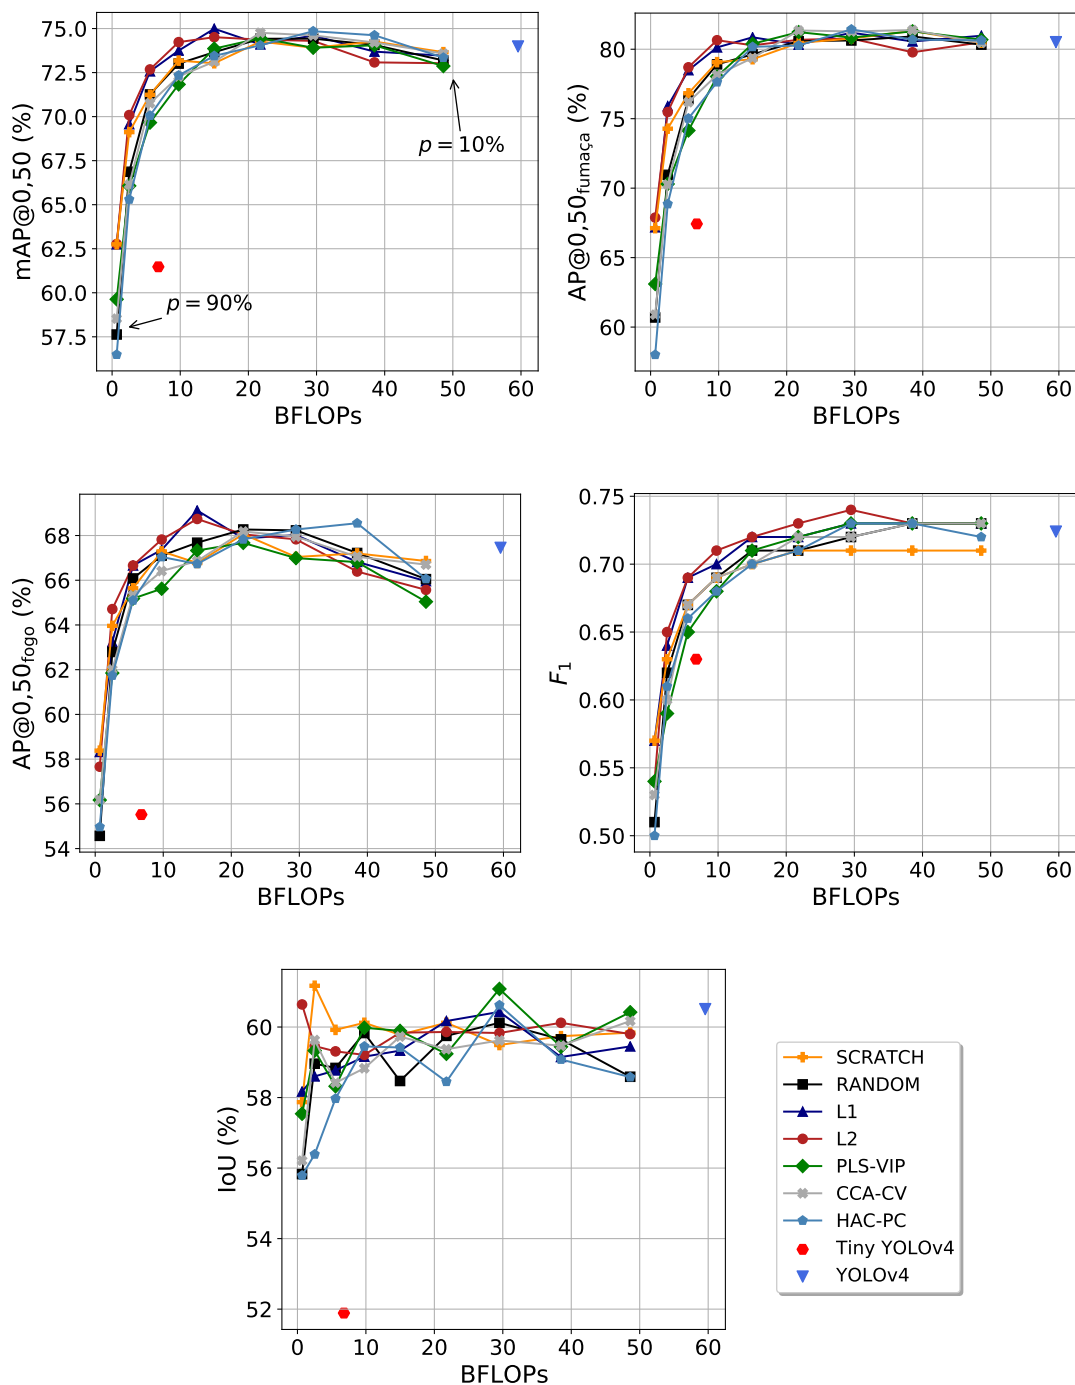 mAP@0,50 (%)
75.0
72.5
70.0
67.5
65.0
62.5
60.0
57.5
p = 10%
p = 90%
0 10 20 30 40 50 60
BFLOPs
AP@0,50fumaça (%)
80
75
70
65
60
0 10 20 30 40 50 60
BFLOPs
AP@0,50fogo (%)
68
66
64
62
60
58
56
54
0 10 20 30 40 50 60
BFLOPs
F1
0.75
0.70
0.65
0.60
0.55
0.50
0 10 20 30 40 50 60
BFLOPs
IoU (%)
60
58
56
54
52
0 10 20 30 40 50 60
BFLOPs
SCRATCH
RANDOM
L1
L2
PLS-VIP
CCA-CV
HAC-PC
Tiny YOLOv4
YOLOv4